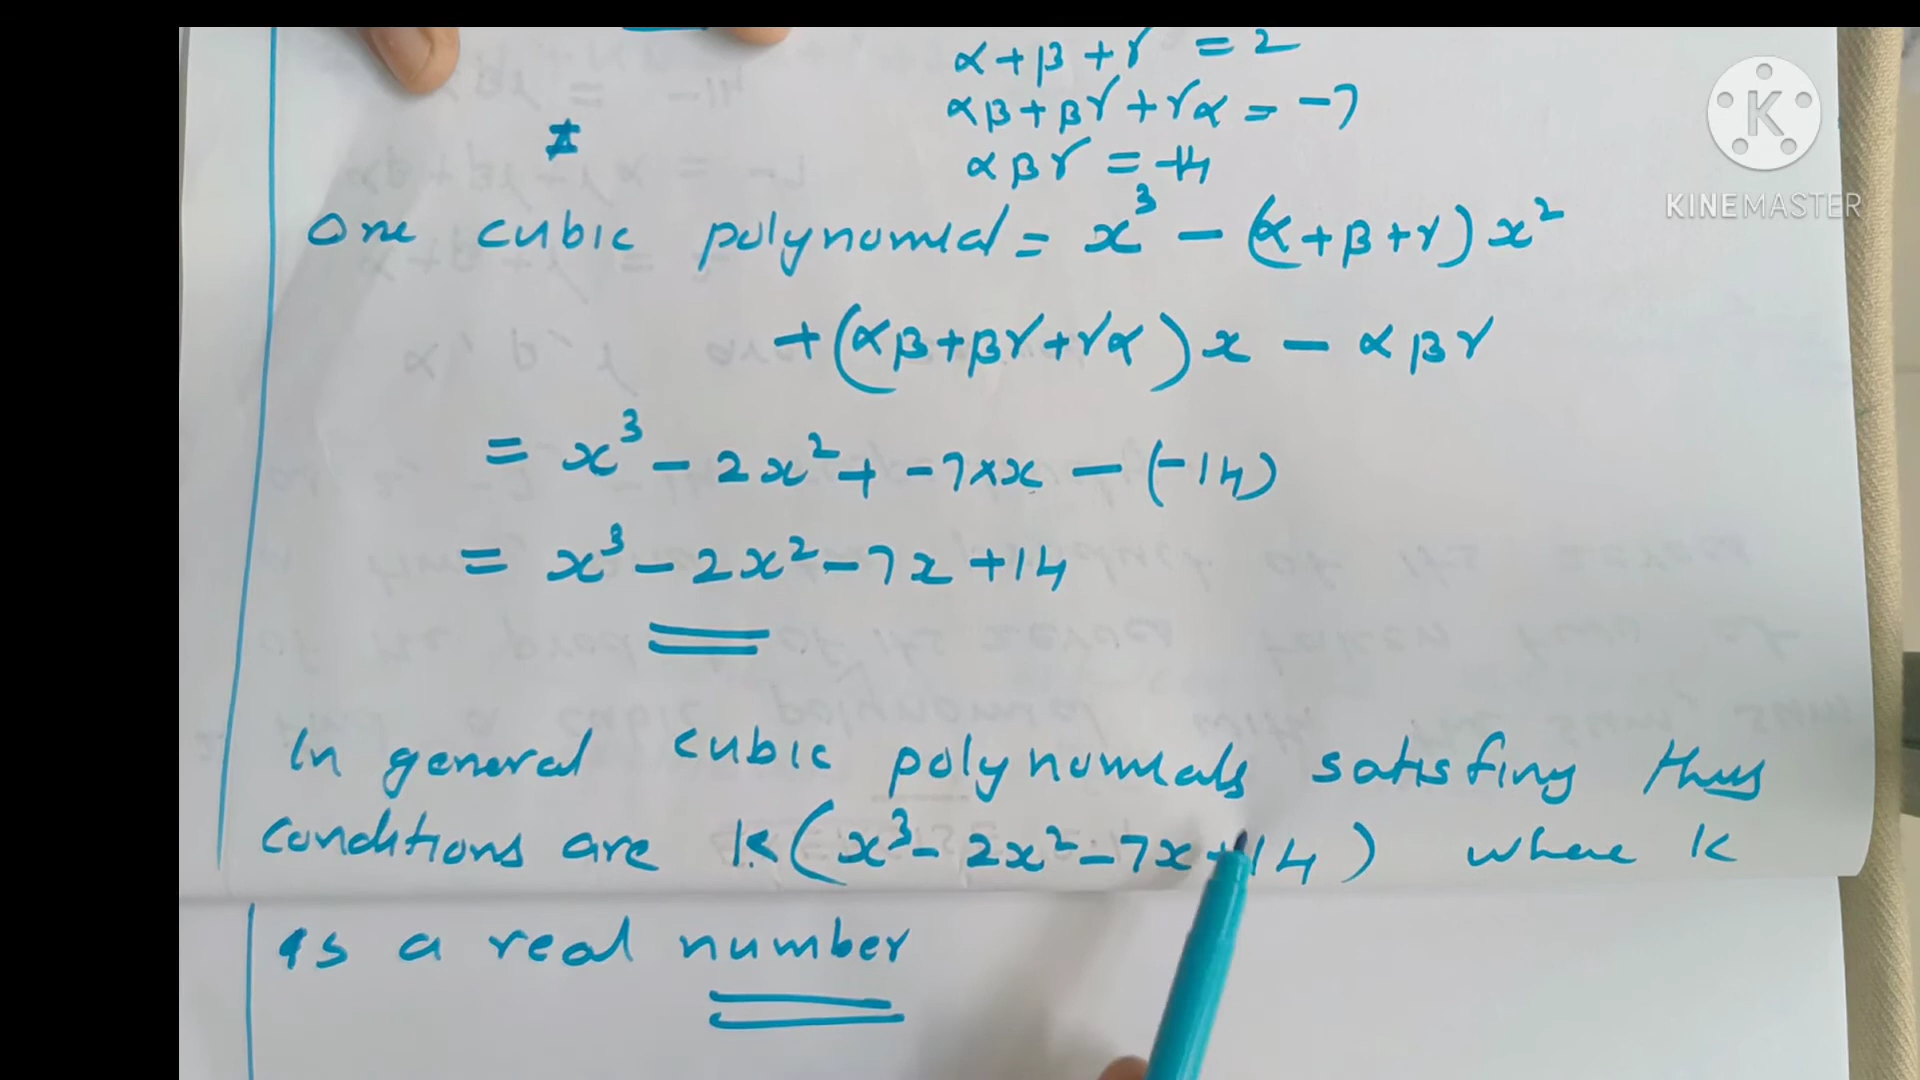 α+β+γ = 2
αβ+βγ+γα = -7
αβγ = -14
One cubic polynomial = x³ - (α+β+γ)x²
+(αβ+βγ+γα)x - αβγ
= x³ - 2x² + -7×x - (-14)
= x³ - 2x² - 7x + 14
In general cubic polynomials satisfing
conditions are k(x³ - 2x² - 7x + 14) where k
is a real number
K
KINEMASTER